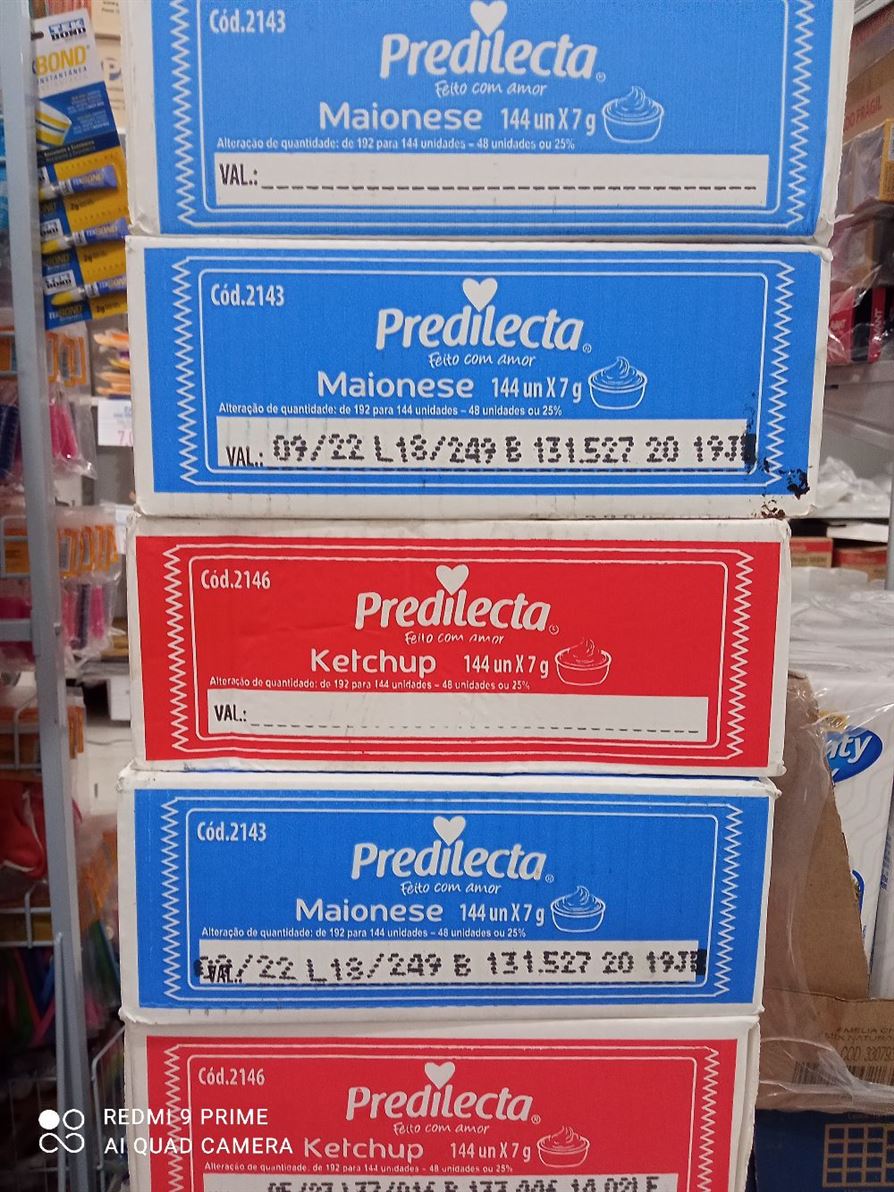 Cód.2143
Predilecta
Feito com amor
Maionese 144 un X 7 g
Alteração de quantidade: de 192 para 144 unidades – 48 unidades ou 25%
VAL.:
TEK BOND
BOND
INSTANTÂNEA
Cód.2143
Predilecta
Feito com amor
Maionese 144 un X 7 g
Alteração de quantidade: de 192 para 144 unidades – 48 unidades ou 25%
VAL.: 09/22 L18/249 B 131.527 20 19J
Cód.2146
Predilecta
Feito com amor
Ketchup 144 un X 7 g
Alteração de quantidade: de 192 para 144 unidades – 48 unidades ou 25%
VAL.:
Cód.2143
Predilecta
Feito com amor
Maionese 144 un X 7 g
Alteração de quantidade: de 192 para 144 unidades – 48 unidades ou 25%
VAL.: 09/22 L18/249 B 131.527 20 19J
Cód.2146
Predilecta
Feito com amor
Ketchup 144 un X 7 g
Alteração de quantidade: de 192 para 144 unidades – 48 unidades ou 25%
REDMI 9 PRIME
AI QUAD CAMERA